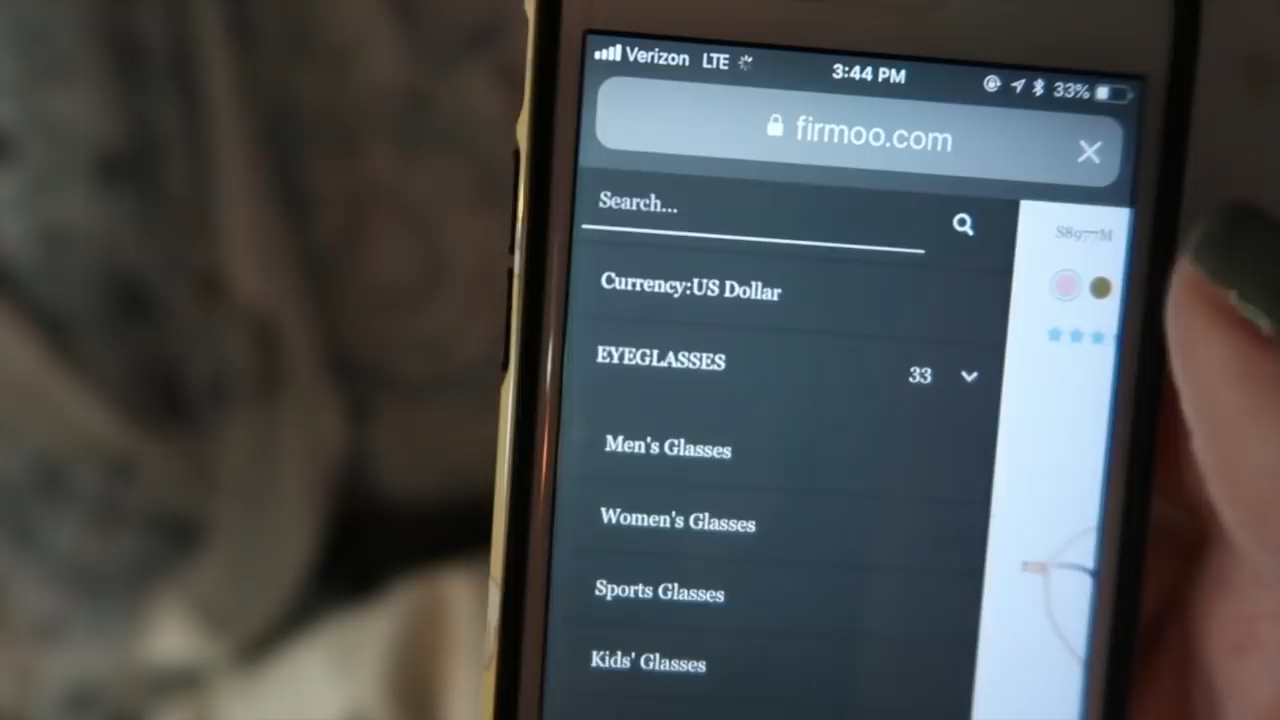 Verizon LTE 3:44 PM 33%
firmoo.com
Search...
S8977M
Currency:US Dollar
EYEGLASSES 33
Men's Glasses
Women's Glasses
Sports Glasses
Kids' Glasses